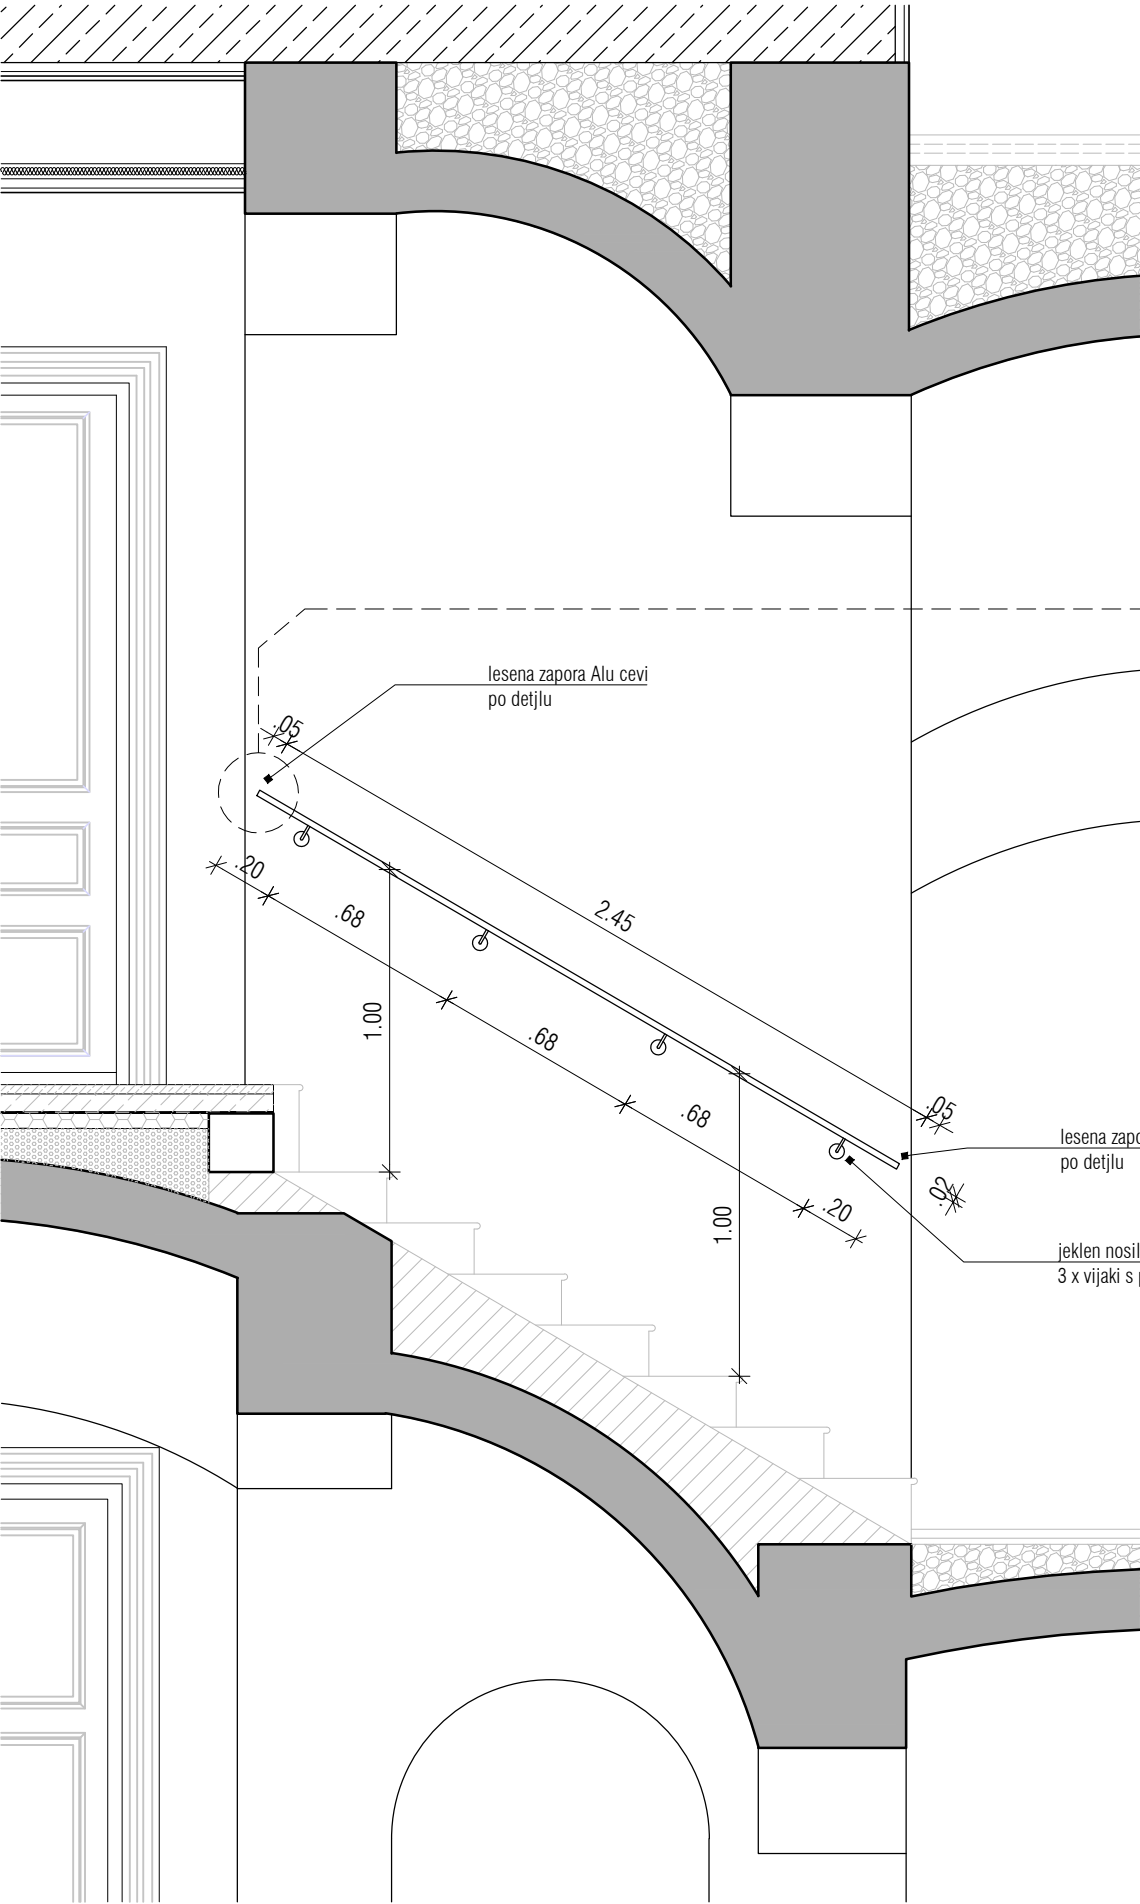 lesena zapora Alu cevi
po detjlu
.05
.20
.68
2.45
1.00
.68
.68
.05
lesena zapo
po detjlu
.02
.20
1.00
jeklen nosil
3 x vijaki s p